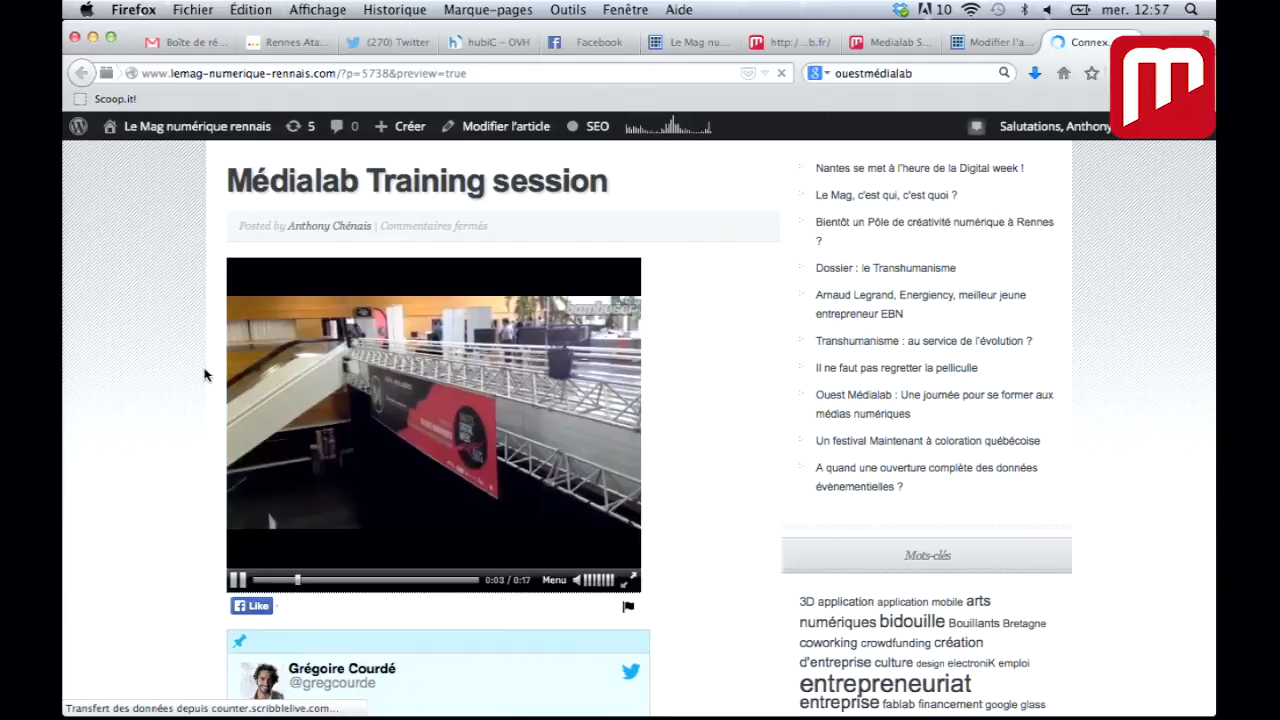 Firefox Fichier Édition Affichage Historique Marque-pages Outils Fenêtre Aide 10 mer. 12:57
Boîte de ré... Rennes Ata... (270) Twitter hubiC – OVH Facebook Le Mag nu... http:/...b.fr/ Medialab S... Modifier l'a... Connex
www.lemag-numerique-rennais.com/?p=5738&preview=true ouestmédialab
Scoop.it!
Le Mag numérique rennais 5 0 Créer Modifier l'article SEO Salutations, Anthony
Médialab Training session
Posted by Anthony Chénais | Commentaires fermés
bambuser
0:03 / 0:17 Menu
Like
Grégoire Courdé
@gregcourde
Transfert des données depuis counter.scribblelive.com...
Nantes se met à l'heure de la Digital week !
Le Mag, c'est qui, c'est quoi ?
Bientôt un Pôle de créativité numérique à Rennes
?
Dossier : le Transhumanisme
Arnaud Legrand, Energiency, meilleur jeune
entrepreneur EBN
Transhumanisme : au service de l'évolution ?
Il ne faut pas regretter la pelliculle
Ouest Médialab : Une journée pour se former aux
médias numériques
Un festival Maintenant à coloration québécoise
A quand une ouverture complète des données
évènementielles ?
Mots-clés
3D application application mobile arts
numériques bidouille Bouillants Bretagne
coworking crowdfunding création
d'entreprise culture design electroniK emploi
entrepreneuriat
entreprise fablab financement google glass